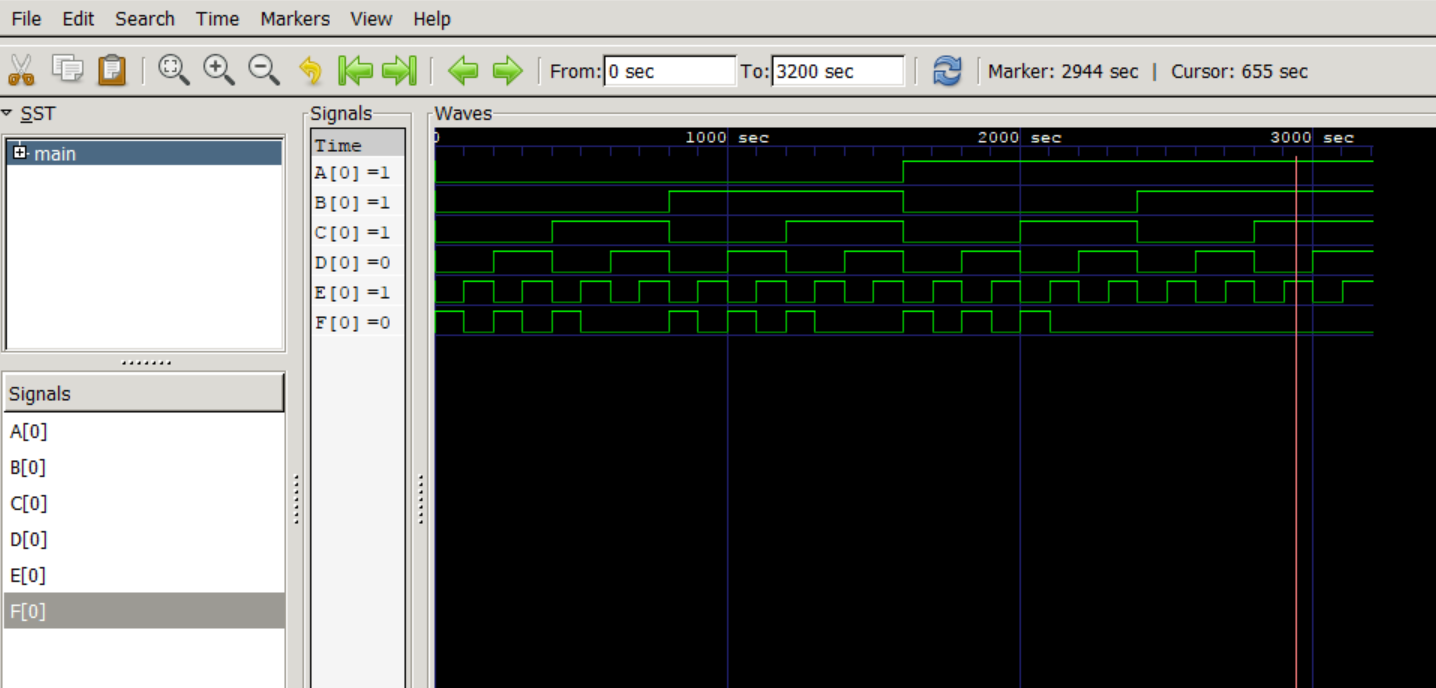 File Edit Search Time Markers View Help
From: 0 sec To: 3200 sec Marker: 2944 sec | Cursor: 655 sec
SST
main
Signals
A[0]
B[0]
C[0]
D[0]
E[0]
F[0]
Signals
Time
A[0] =1
B[0] =1
C[0] =1
D[0] =0
E[0] =1
F[0] =0
Waves
0 1000 sec 2000 sec 3000 sec